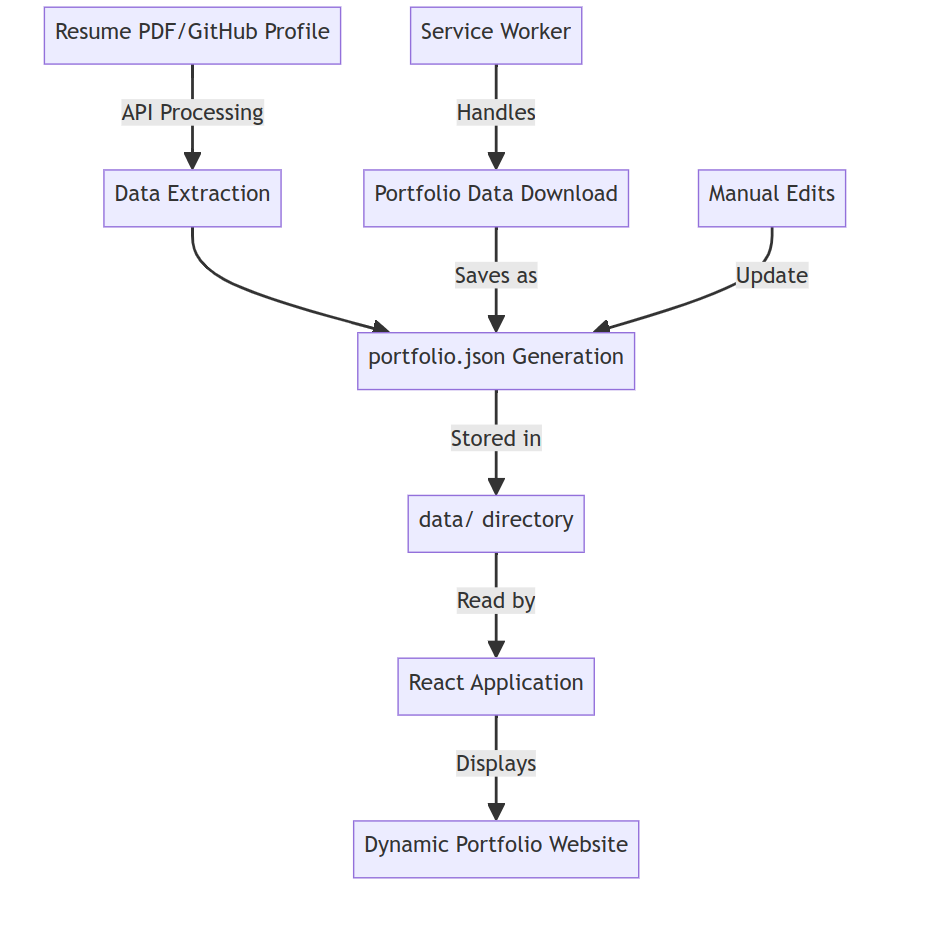 Resume PDF/GitHub Profile
Service Worker
API Processing
Handles
Data Extraction
Portfolio Data Download
Manual Edits
Saves as
Update
portfolio.json Generation
Stored in
data/ directory
Read by
React Application
Displays
Dynamic Portfolio Website